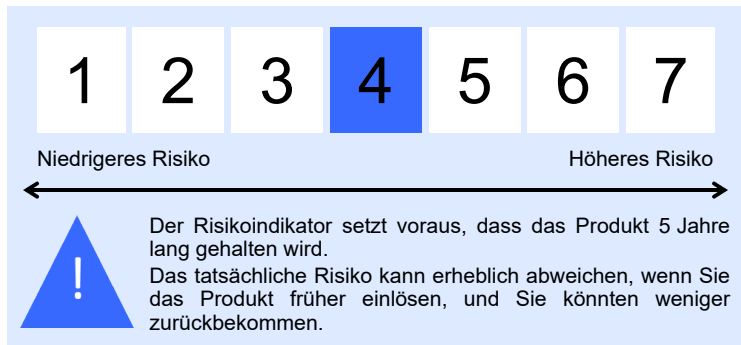 1 2 3 4 5 6 7
Niedrigeres Risiko Höheres Risiko
Der Risikoindikator setzt voraus, dass das Produkt 5 Jahre
lang gehalten wird.
Das tatsächliche Risiko kann erheblich abweichen, wenn Sie
das Produkt früher einlösen, und Sie könnten weniger
zurückbekommen.
!